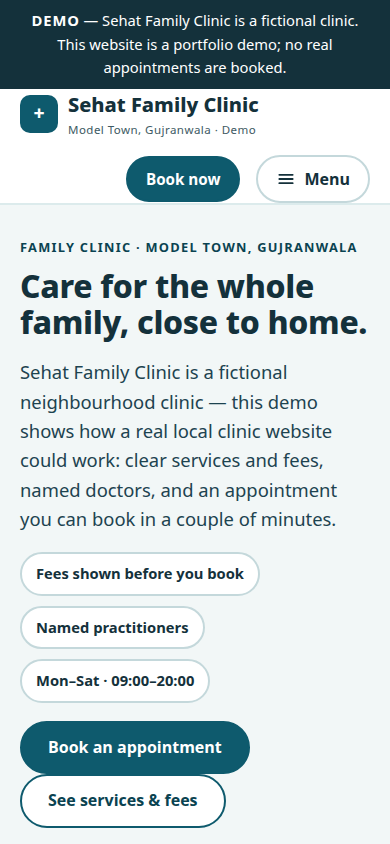 DEMO — Sehat Family Clinic is a fictional clinic.
This website is a portfolio demo; no real
appointments are booked.
+
Sehat Family Clinic
Model Town, Gujranwala · Demo
Book now
Menu
FAMILY CLINIC · MODEL TOWN, GUJRANWALA
Care for the whole
family, close to home.
Sehat Family Clinic is a fictional
neighbourhood clinic — this demo
shows how a real local clinic website
could work: clear services and fees,
named doctors, and an appointment
you can book in a couple of minutes.
Fees shown before you book
Named practitioners
Mon–Sat · 09:00–20:00
Book an appointment
See services & fees